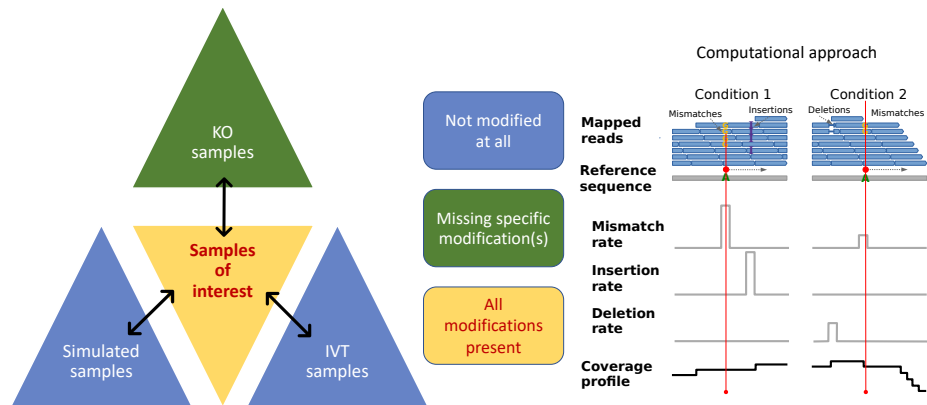 KO
samples
Samples
of
interest
Simulated
samples
IVT
samples
Not modified
at all
Missing specific
modification(s)
All
modifications
present
Computational approach
Condition 1
Condition 2
Mismatches
Insertions
Deletions
Mismatches
Mapped
reads
Reference
sequence
A
A
Mismatch
rate
Insertion
rate
Deletion
rate
Coverage
profile